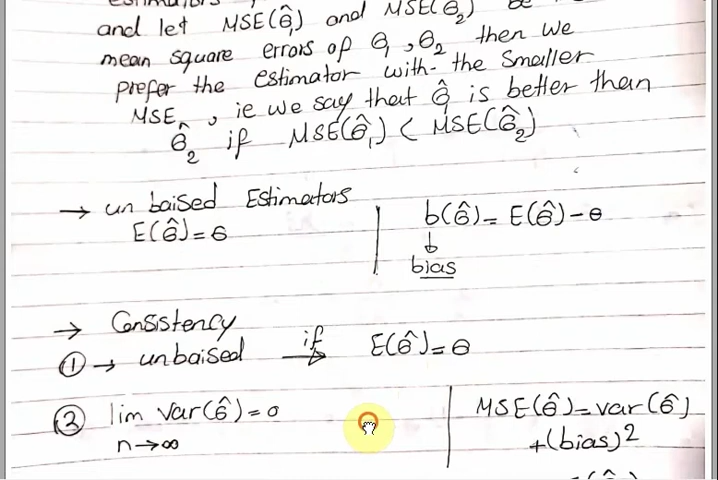 and let MSE(θ̂₁) and MSE(θ̂₂) be
mean square errors of θ₁, θ₂ then we
prefer the estimator with the smaller
MSE, ie we say that θ̂ is better than
θ̂₂ if MSE(θ̂₁) < MSE(θ̂₂)
→ un baised Estimators
E(θ̂) = θ
b(θ̂) = E(θ̂) - θ
↓
bias
→ Consistency
① → unbaised if ⟹ E(θ̂) = θ
② lim var(θ̂) = 0
n→∞
MSE(θ̂) = var(θ̂)
+(bias)²